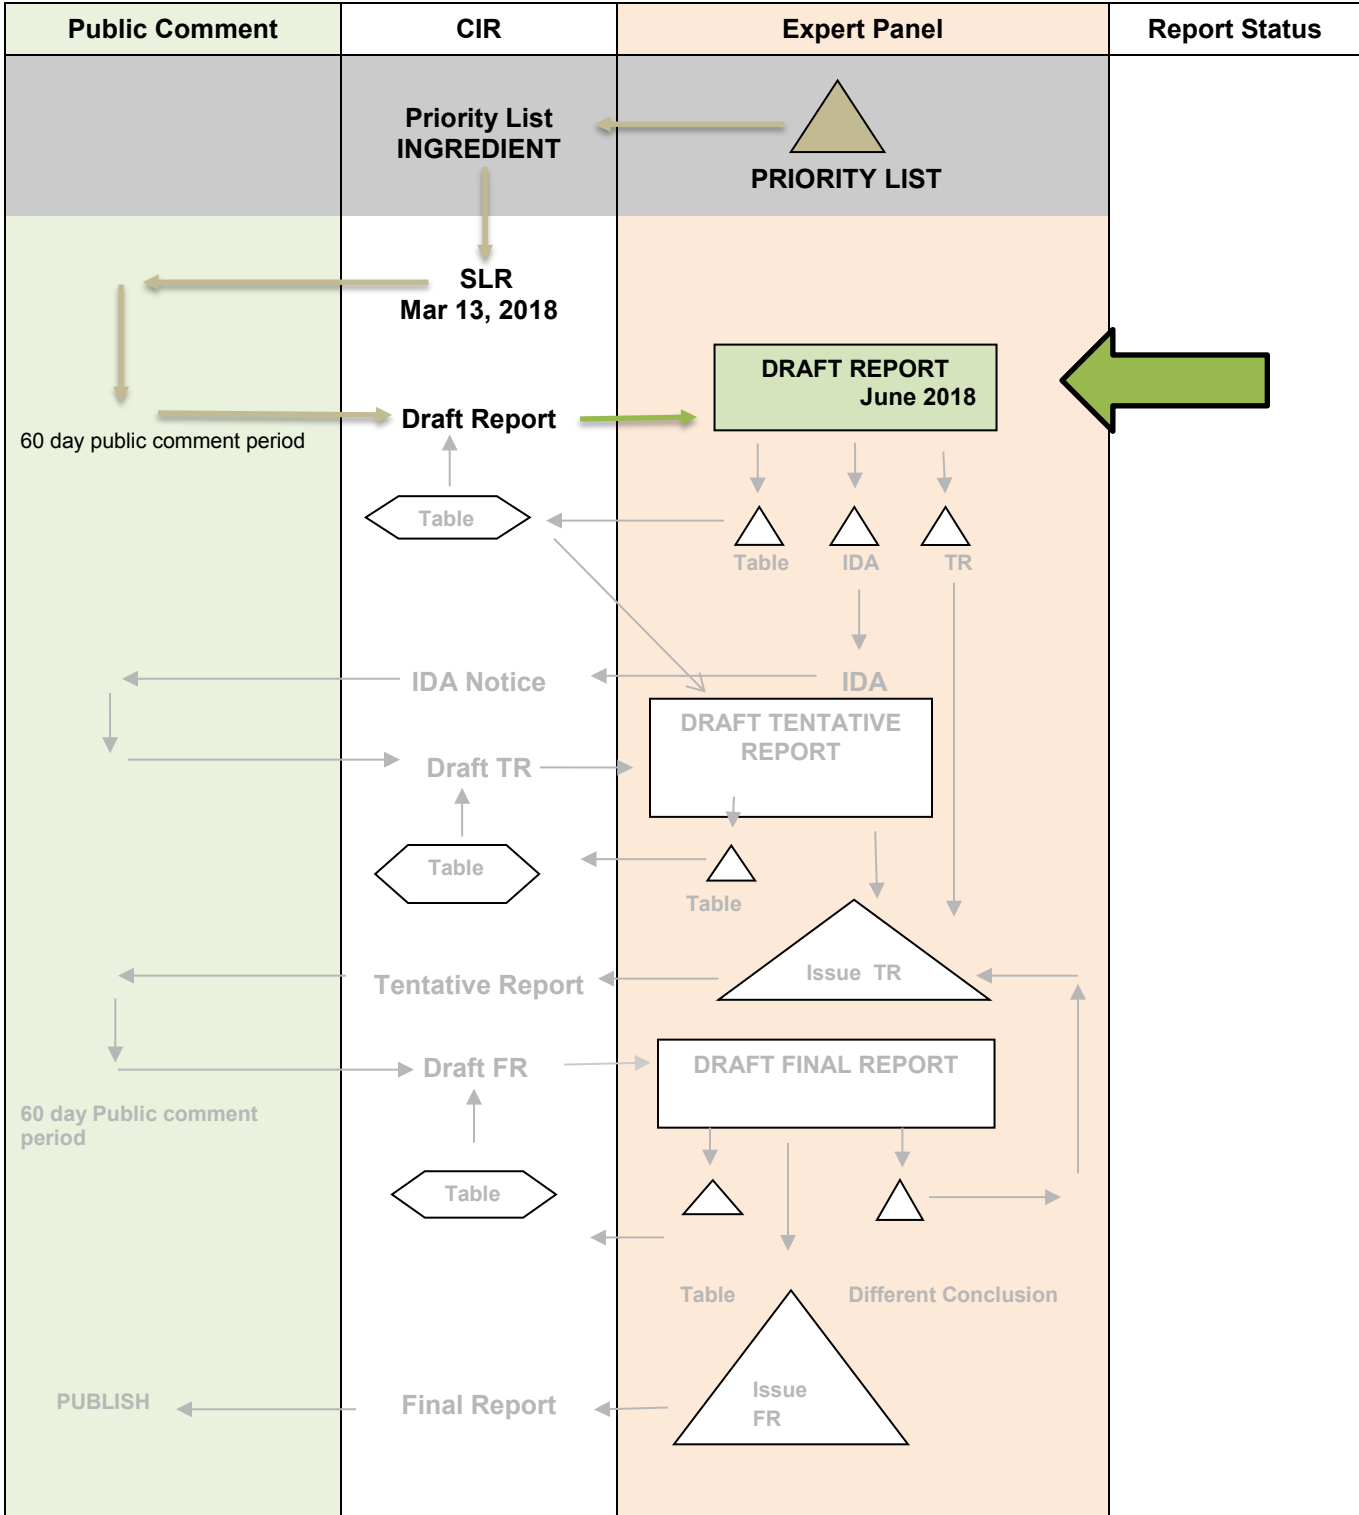 Public Comment
CIR
Expert Panel
Report Status
Priority List
INGREDIENT
PRIORITY LIST
SLR
Mar 13, 2018
DRAFT REPORT
June 2018
Draft Report
60 day public comment period
Table
Table
IDA
TR
IDA Notice
IDA
DRAFT TENTATIVE
REPORT
Draft TR
Table
Table
Issue TR
Tentative Report
Draft FR
DRAFT FINAL REPORT
60 day Public comment
period
Table
Table
Different Conclusion
PUBLISH
Final Report
Issue
FR